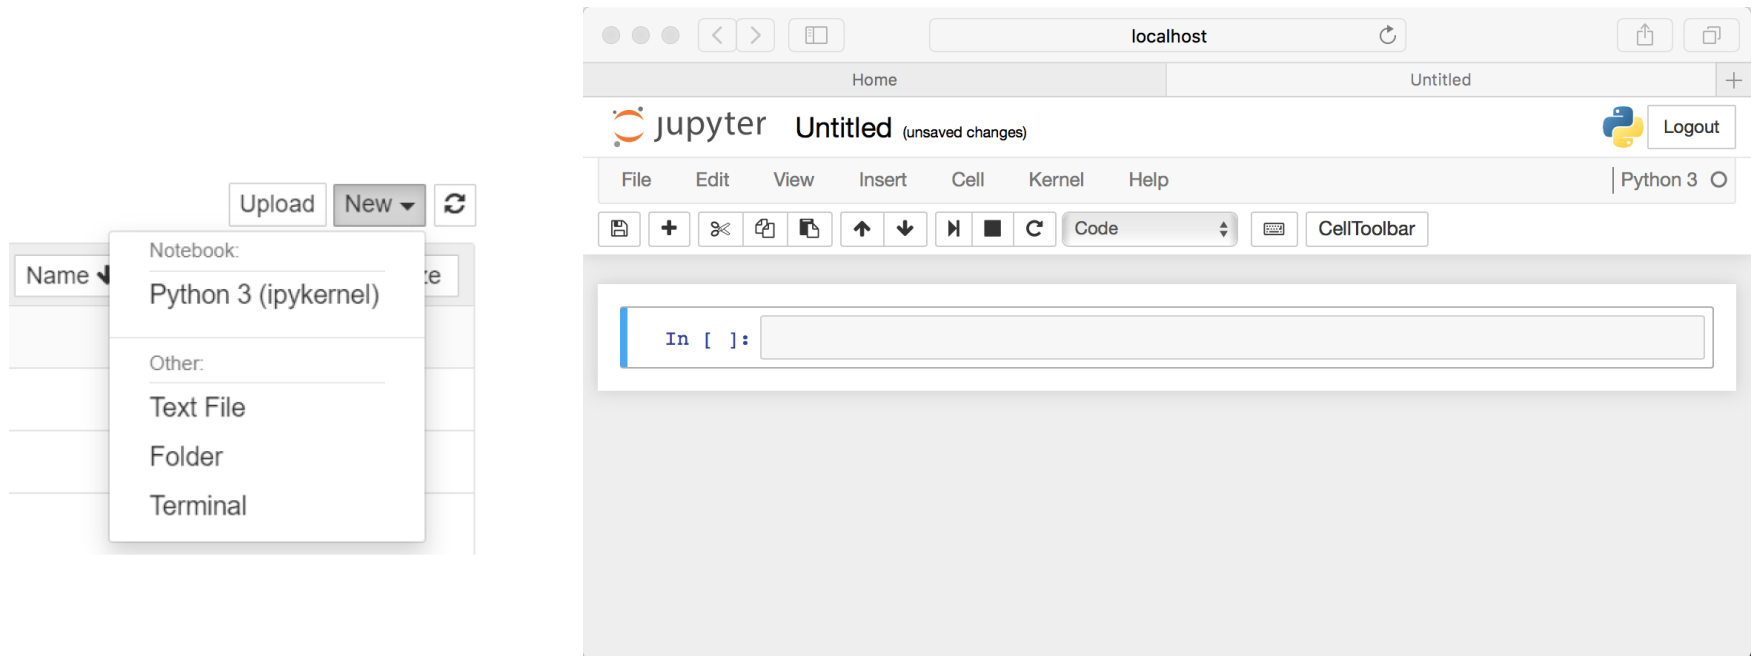 Upload New
Notebook:
Name
Python 3 (ipykernel)
Other:
Text File
Folder
Terminal
localhost
Home Untitled
jupyter Untitled (unsaved changes) Logout
File Edit View Insert Cell Kernel Help Python 3
Code CellToolbar
In [ ]: